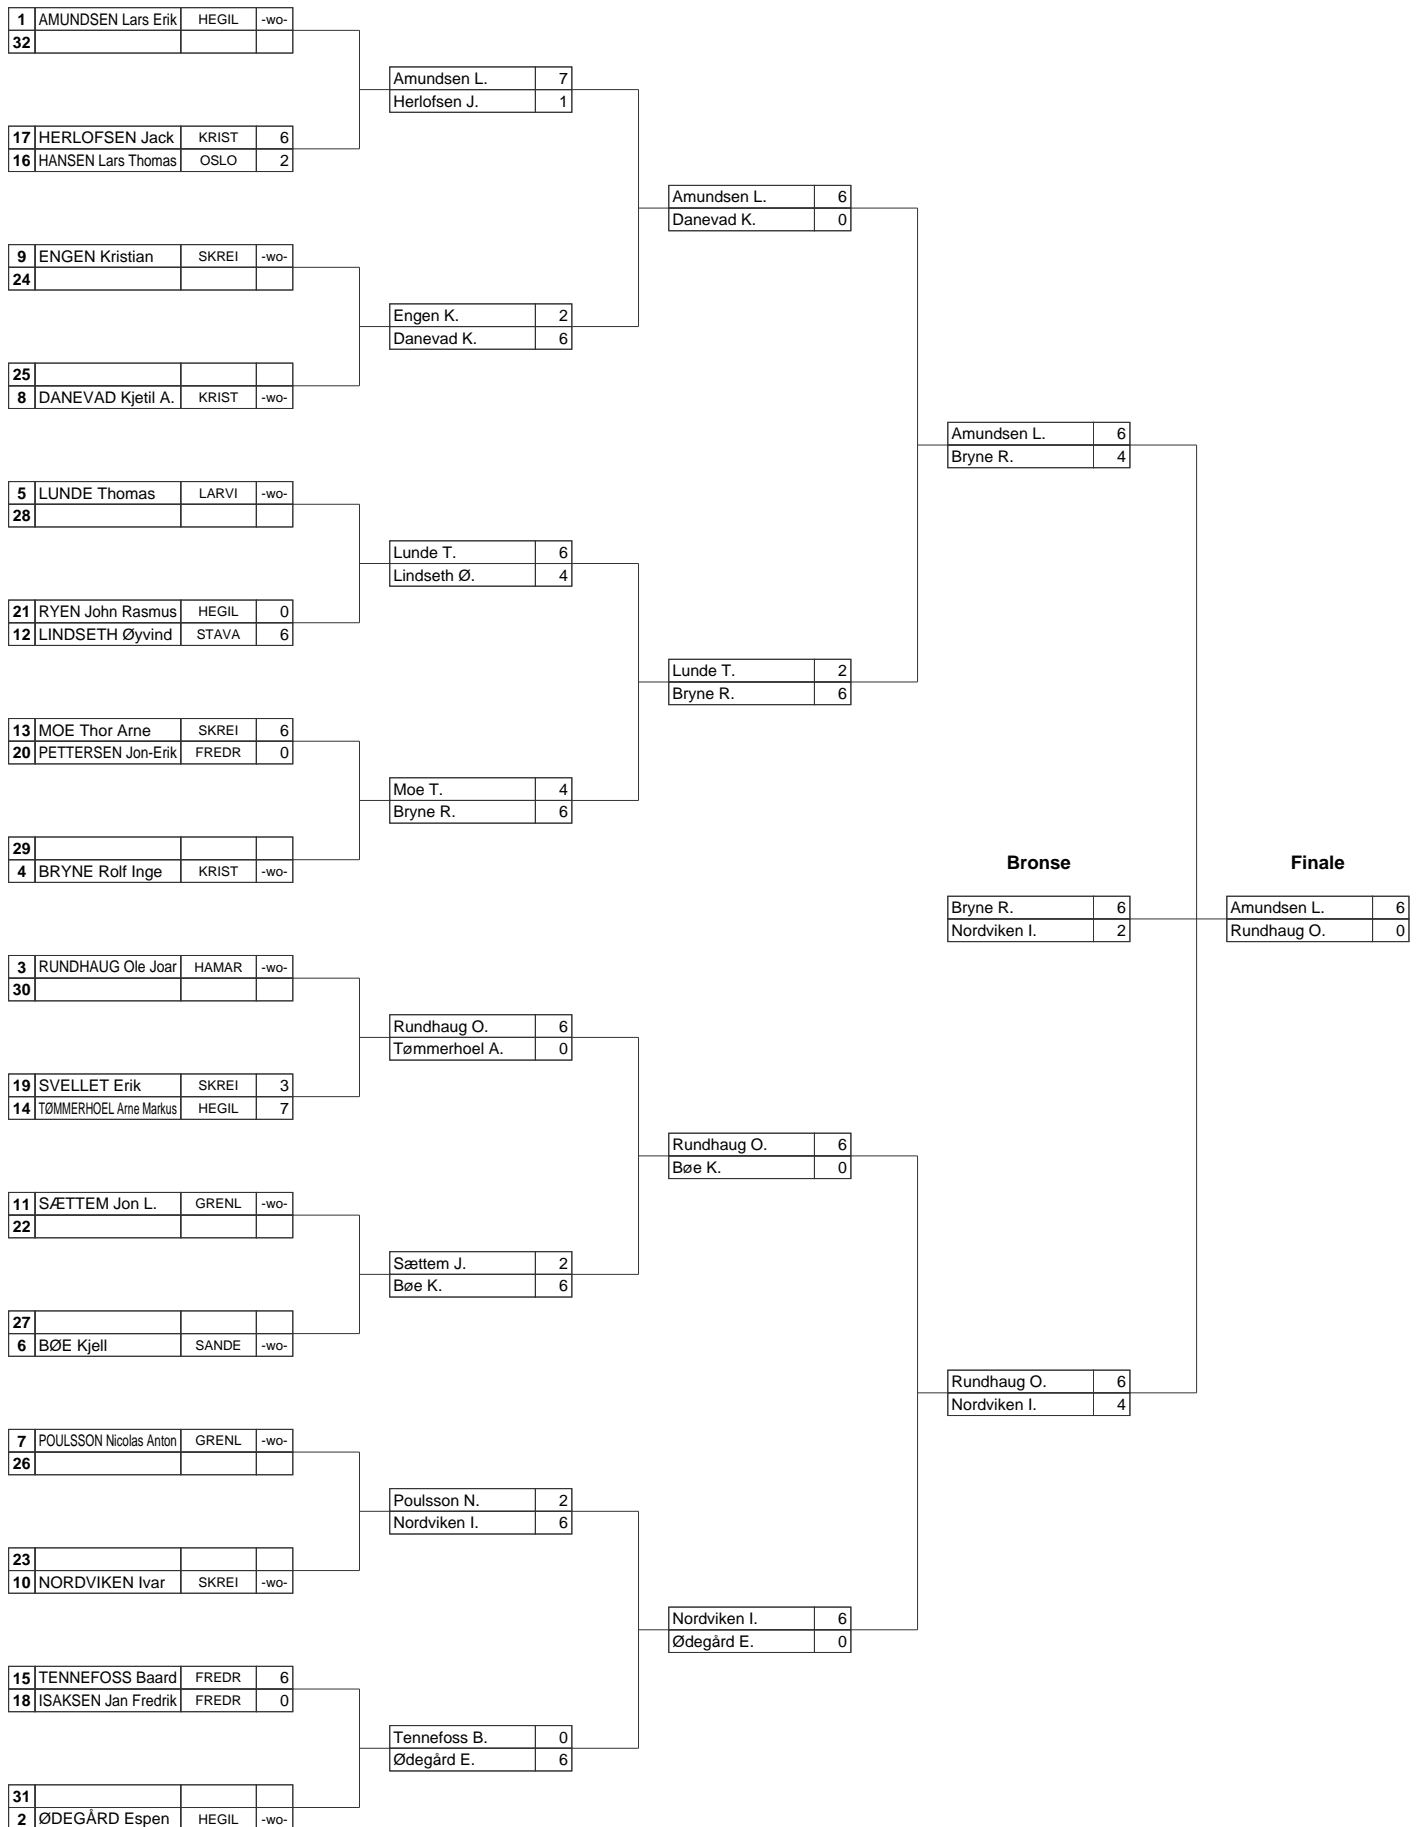 1 AMUNDSEN Lars Erik HEGIL -wo-
32
Amundsen L. 7
Herlofsen J. 1
17 HERLOFSEN Jack KRIST 6
16 HANSEN Lars Thomas OSLO 2
Amundsen L. 6
Danevad K. 0
9 ENGEN Kristian SKREI -wo-
24
Engen K. 2
Danevad K. 6
25
8 DANEVAD Kjetil A. KRIST -wo-
Amundsen L. 6
Bryne R. 4
5 LUNDE Thomas LARVI -wo-
28
Lunde T. 6
Lindseth Ø. 4
21 RYEN John Rasmus HEGIL 0
12 LINDSETH Øyvind STAVA 6
Lunde T. 2
Bryne R. 6
13 MOE Thor Arne SKREI 6
20 PETTERSEN Jon-Erik FREDR 0
Moe T. 4
Bryne R. 6
29
4 BRYNE Rolf Inge KRIST -wo-
Bronse Finale
Bryne R. 6 Amundsen L. 6
Nordviken I. 2 Rundhaug O. 0
3 RUNDHAUG Ole Joar HAMAR -wo-
30
Rundhaug O. 6
Tømmerhoel A. 0
19 SVELLET Erik SKREI 3
14 TØMMERHOEL Arne Markus HEGIL 7
Rundhaug O. 6
Bøe K. 0
11 SÆTTEM Jon L. GRENL -wo-
22
Sættem J. 2
Bøe K. 6
27
6 BØE Kjell SANDE -wo-
Rundhaug O. 6
Nordviken I. 4
7 POULSSON Nicolas Anton GRENL -wo-
26
Poulsson N. 2
Nordviken I. 6
23
10 NORDVIKEN Ivar SKREI -wo-
Nordviken I. 6
Ødegård E. 0
15 TENNEFOSS Baard FREDR 6
18 ISAKSEN Jan Fredrik FREDR 0
Tennefoss B. 0
Ødegård E. 6
31
2 ØDEGÅRD Espen HEGIL -wo-